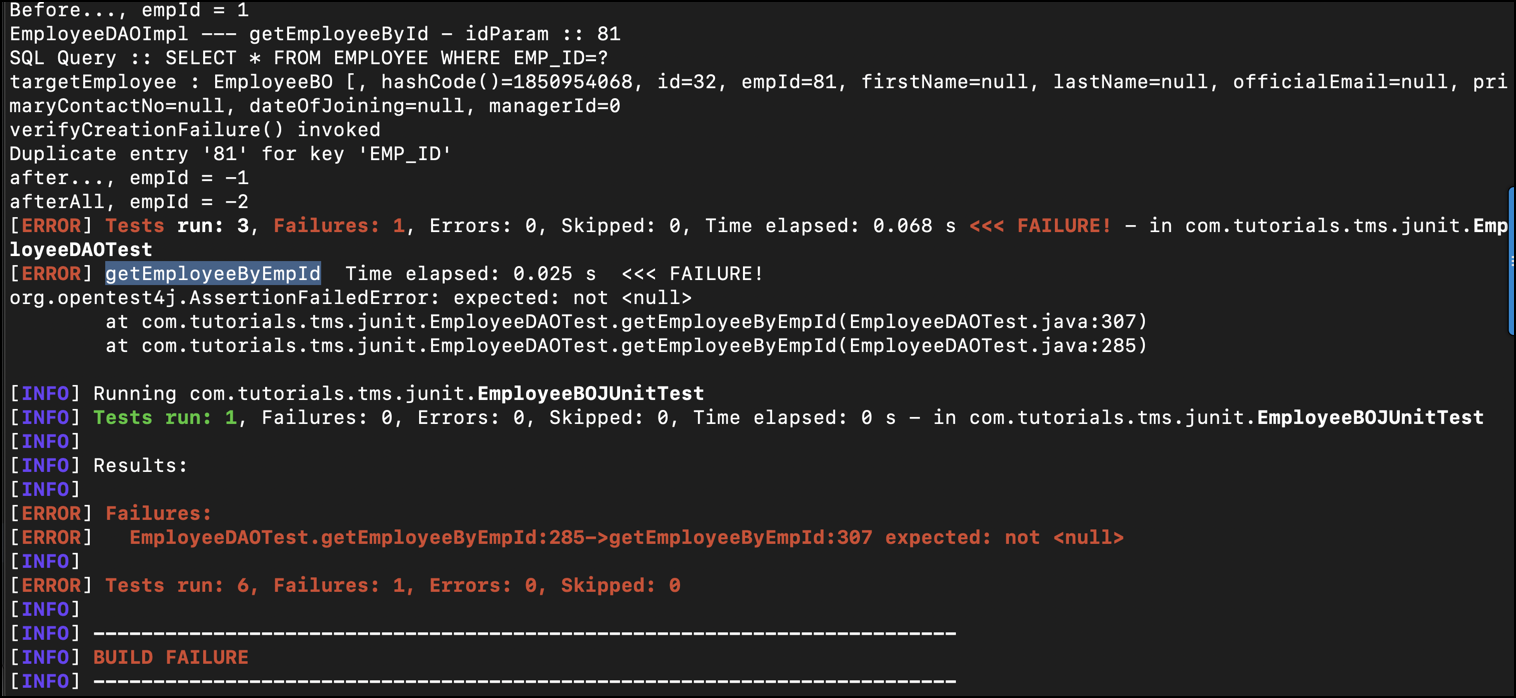 Before..., empId = 1
EmployeeDAOImpl --- getEmployeeById - idParam :: 81
SQL Query :: SELECT * FROM EMPLOYEE WHERE EMP_ID=?
targetEmployee : EmployeeBO [, hashCode()=1850954068, id=32, empId=81, firstName=null, lastName=null, officialEmail=null, pri
maryContactNo=null, dateOfJoining=null, managerId=0
verifyCreationFailure() invoked
Duplicate entry '81' for key 'EMP_ID'
after..., empId = -1
afterAll, empId = -2
[ERROR] Tests run: 3, Failures: 1, Errors: 0, Skipped: 0, Time elapsed: 0.068 s <<< FAILURE! - in com.tutorials.tms.junit.Emp
loyeeDAOTest
[ERROR] getEmployeeByEmpId  Time elapsed: 0.025 s  <<< FAILURE!
org.opentest4j.AssertionFailedError: expected: not <null>
        at com.tutorials.tms.junit.EmployeeDAOTest.getEmployeeByEmpId(EmployeeDAOTest.java:307)
        at com.tutorials.tms.junit.EmployeeDAOTest.getEmployeeByEmpId(EmployeeDAOTest.java:285)
[INFO] Running com.tutorials.tms.junit.EmployeeBOJUnitTest
[INFO] Tests run: 1, Failures: 0, Errors: 0, Skipped: 0, Time elapsed: 0 s - in com.tutorials.tms.junit.EmployeeBOJUnitTest
[INFO]
[INFO] Results:
[INFO]
[ERROR] Failures:
[ERROR]   EmployeeDAOTest.getEmployeeByEmpId:285->getEmployeeByEmpId:307 expected: not <null>
[INFO]
[ERROR] Tests run: 6, Failures: 1, Errors: 0, Skipped: 0
[INFO]
[INFO] ------------------------------------------------------------------------
[INFO] BUILD FAILURE
[INFO] ------------------------------------------------------------------------